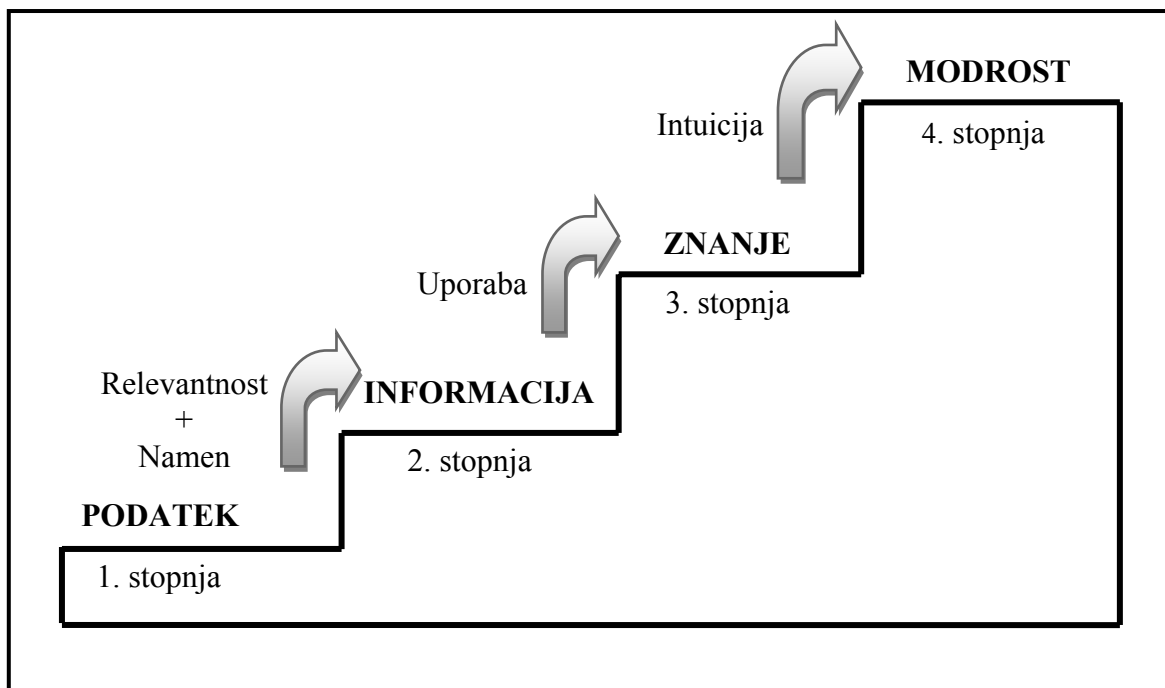 MODROST
Intuicija
4. stopnja
ZNANJE
Uporaba
3. stopnja
Relevantnost
+
Namen
INFORMACIJA
2. stopnja
PODATEK
1. stopnja